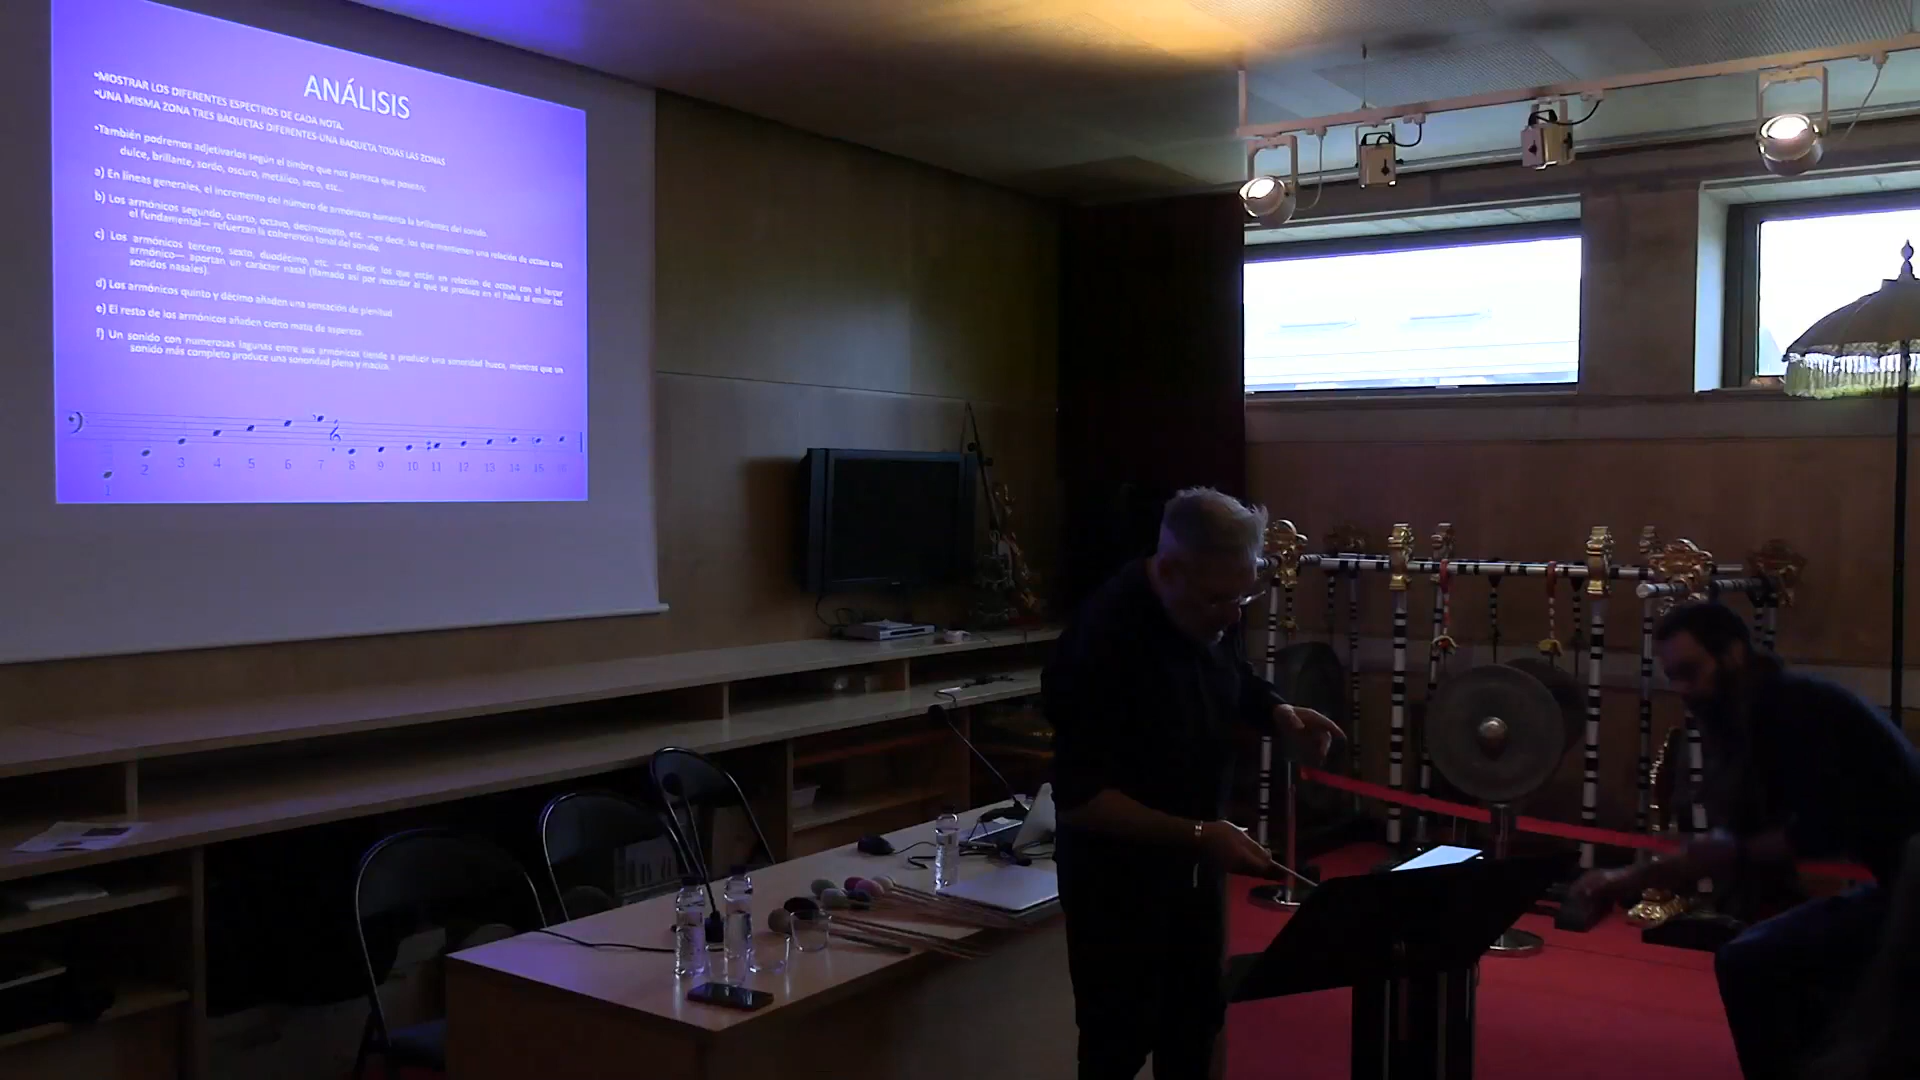 ANÁLISIS
•MOSTRAR LOS DIFERENTES ESPECTROS DE CADA NOTA.
•UNA MISMA ZONA TRES BAQUETAS DIFERENTES-UNA BAQUETA TODAS LAS ZONAS
•También podremos adjetivarlos según el timbre que nos parezca que posean:
dulce, brillante, sordo, oscuro, metálico, seco, etc...
a) En líneas generales, el incremento del número de armónicos aumenta la brillantez del sonido.
b) Los armónicos segundo, cuarto, octavo, decimosexto, etc. —es decir, los que mantienen una relación de octava con
el fundamental— refuerzan la coherencia tonal del sonido.
c) Los armónicos tercero, sexto, duodécimo, etc. —es decir, los que están en relación de octava con el tercer
armónico— aportan un carácter nasal (llamado así por recordar al que se produce en el habla al emitir los
sonidos nasales).
d) Los armónicos quinto y décimo añaden una sensación de plenitud.
e) El resto de los armónicos añaden cierto matiz de aspereza.
f) Un sonido con numerosas lagunas entre sus armónicos tiende a producir una sonoridad hueca, mientras que un
sonido más completo produce una sonoridad plena y maciza.
1 2 3 4 5 6 7 8 9 10 11 12 13 14 15 16